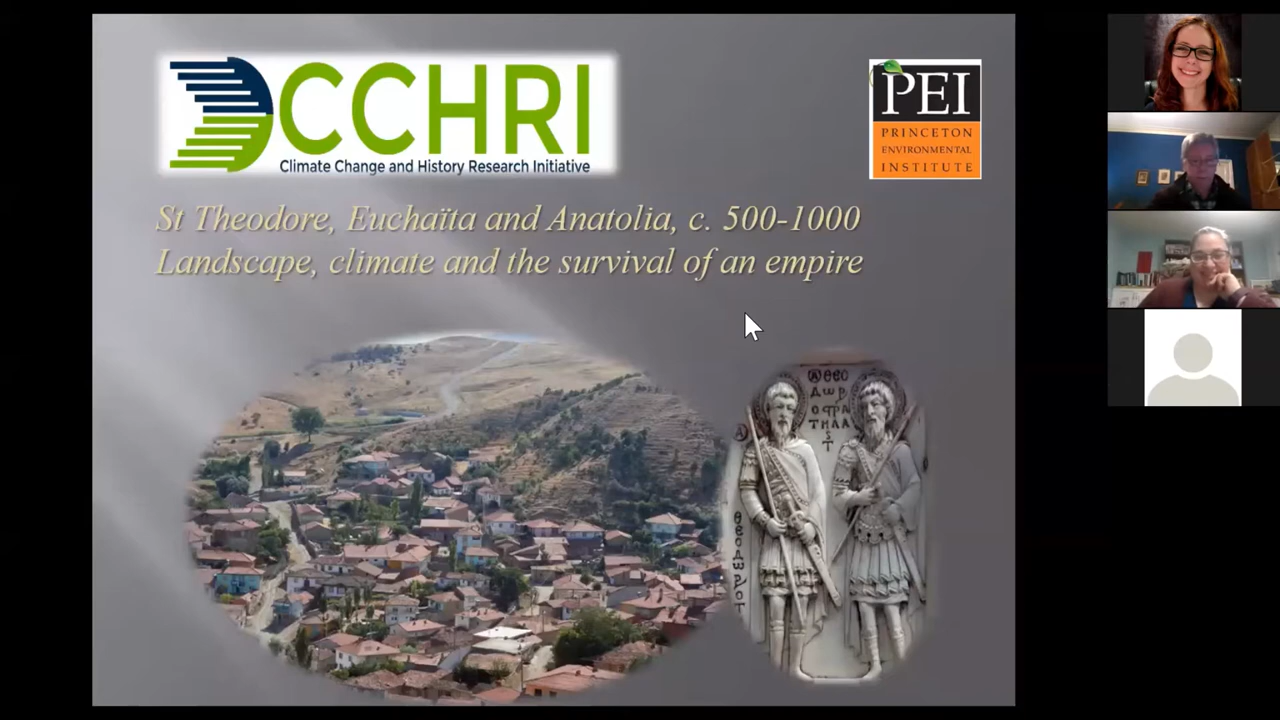 CCHRI
Climate Change and History Research Initiative
PEI
PRINCETON
ENVIRONMENTAL
INSTITUTE
St Theodore, Euchaïta and Anatolia, c. 500-1000
Landscape, climate and the survival of an empire